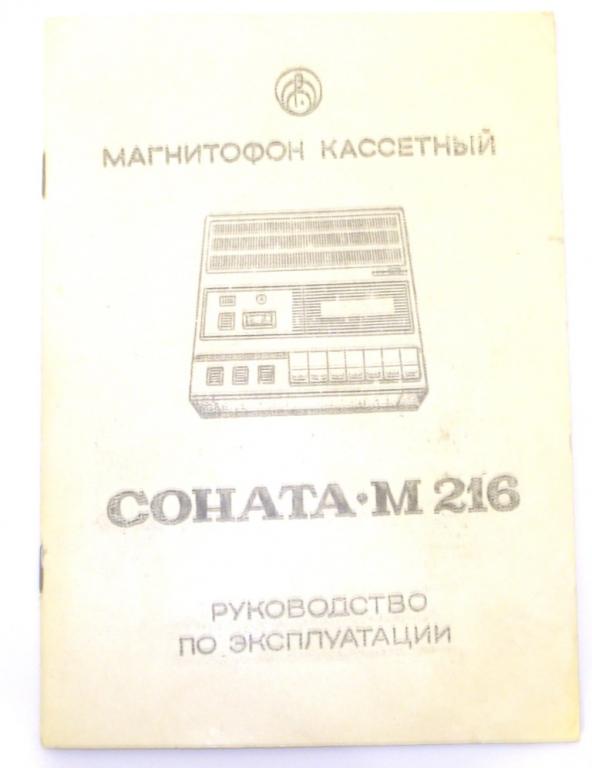 МАГНИТОФОН КАССЕТНЫЙ
СОНАТА·М 216
РУКОВОДСТВО
ПО ЭКСПЛУАТАЦИИ